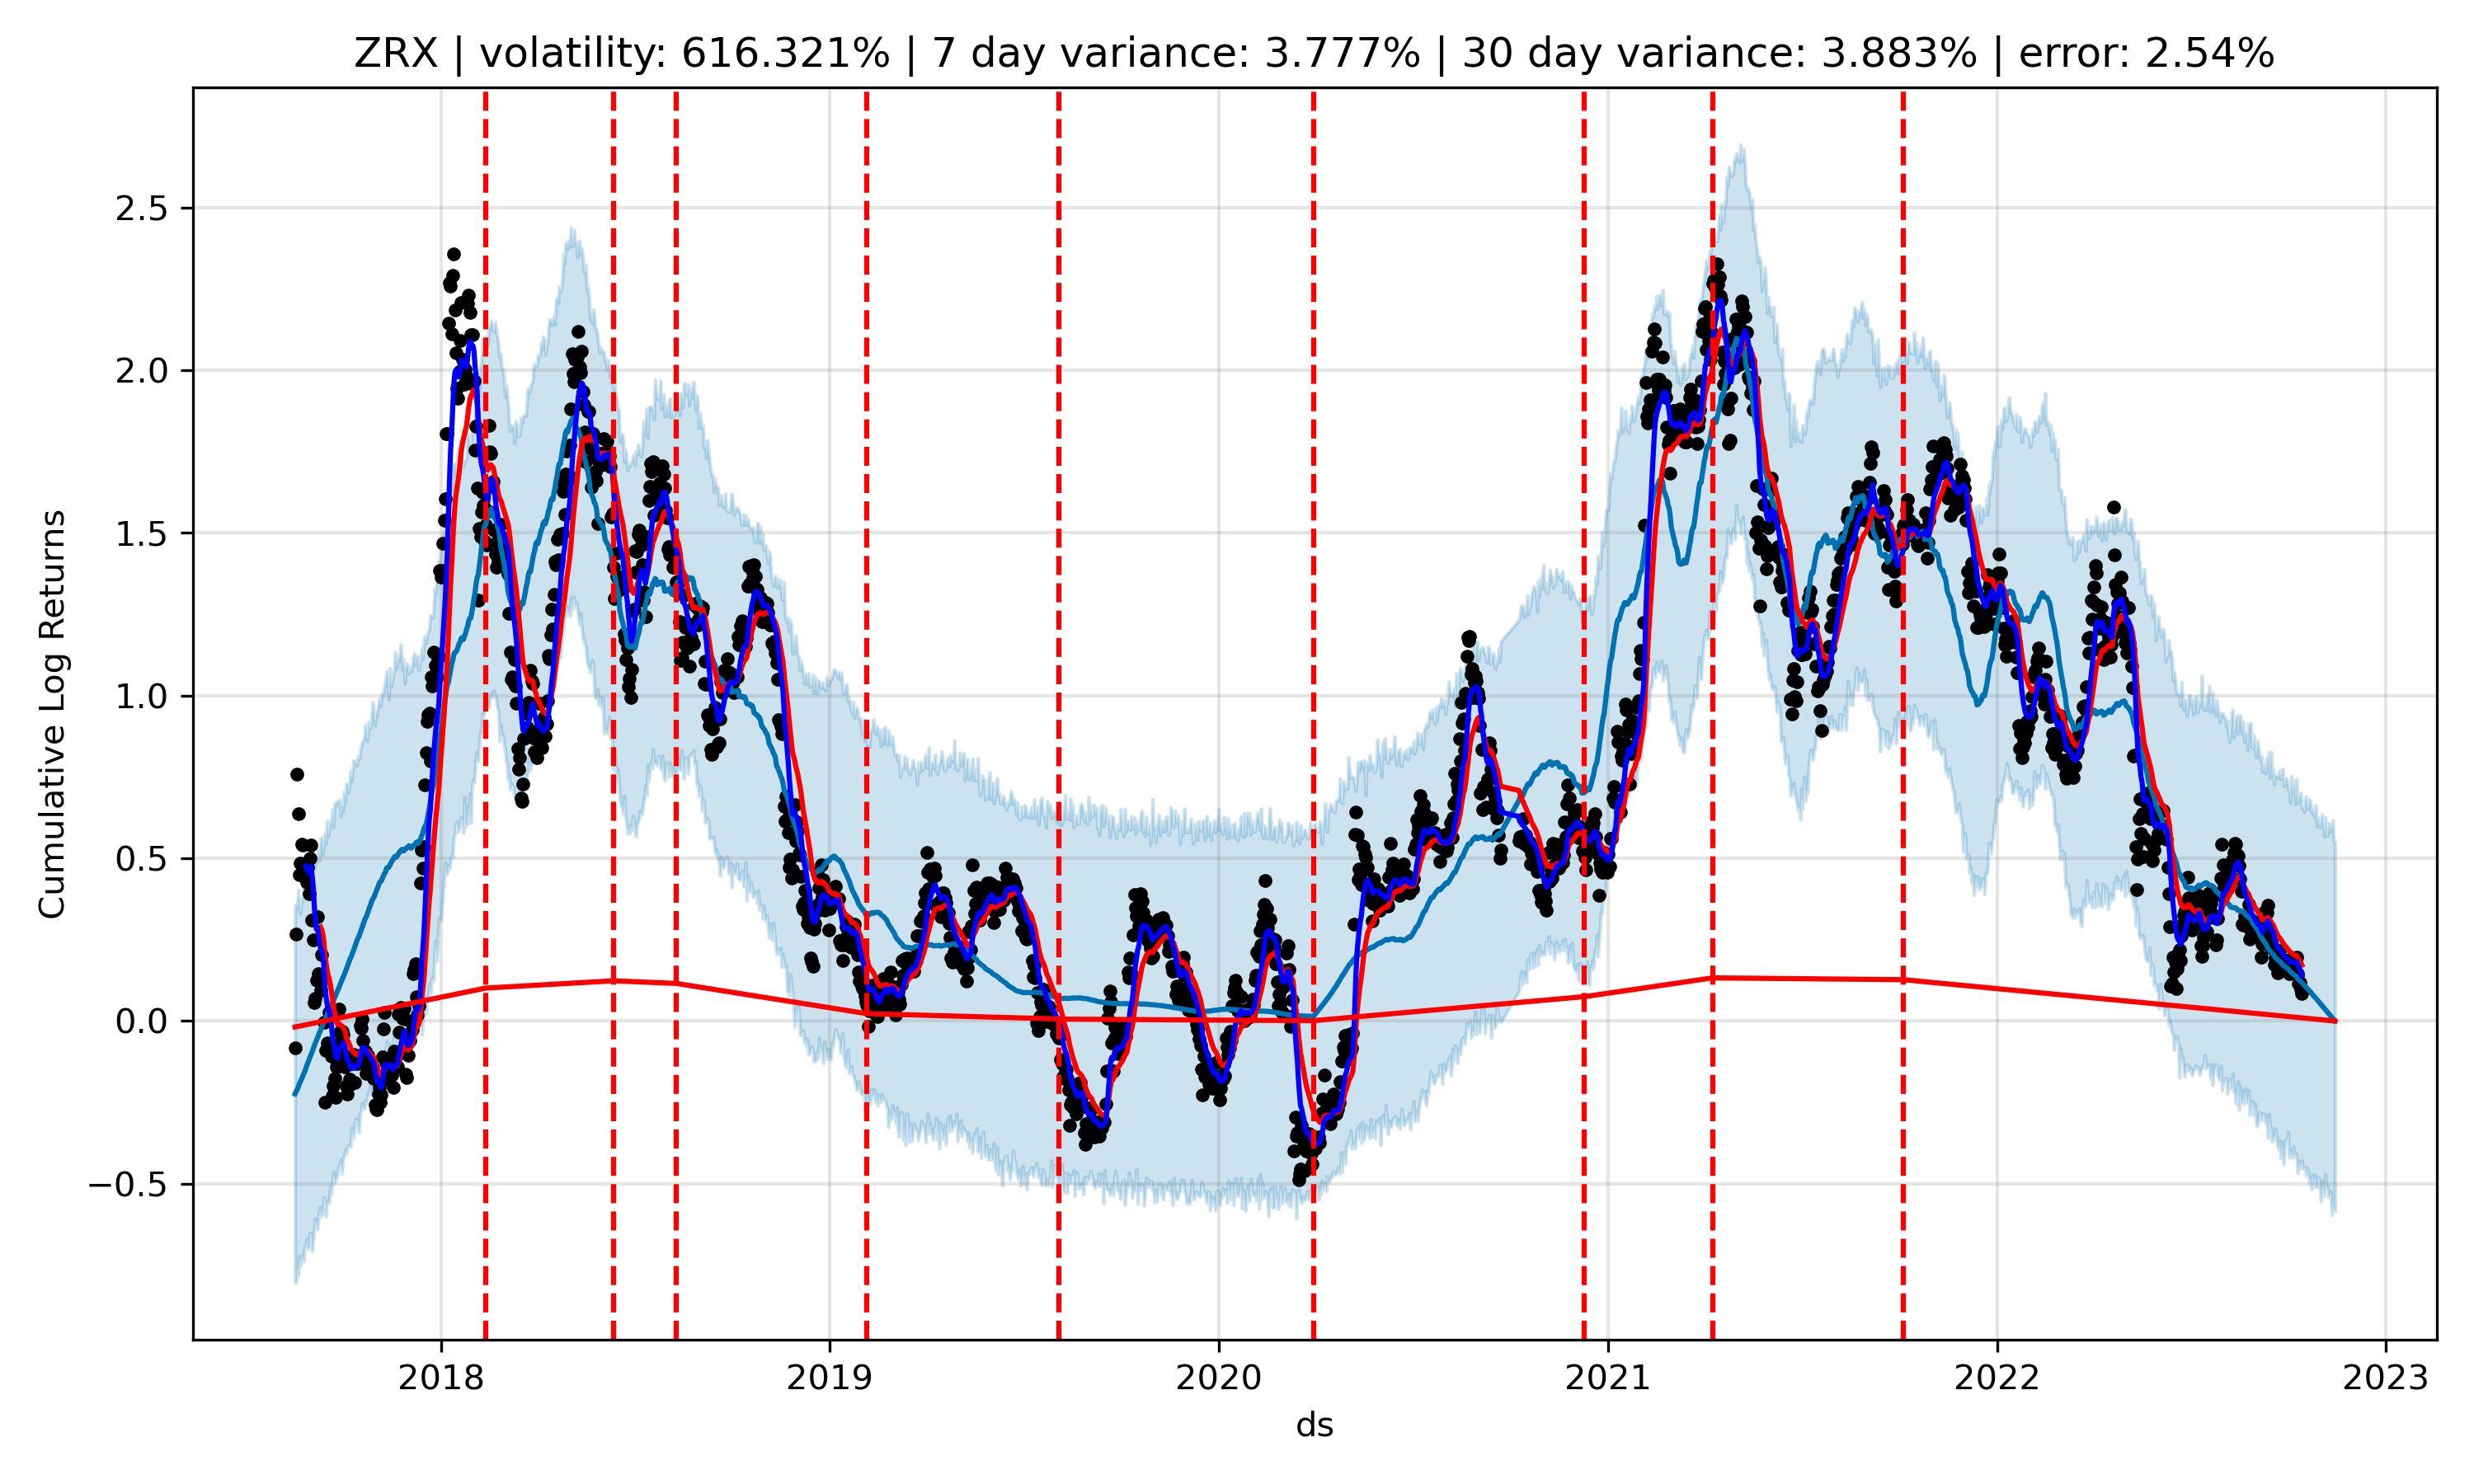 ZRX | volatility: 616.321% | 7 day variance: 3.777% | 30 day variance: 3.883% | error: 2.54%
Cumulative Log Returns
2.5
2.0
1.5
1.0
0.5
0.0
−0.5
2018 2019 2020 2021 2022 2023
ds